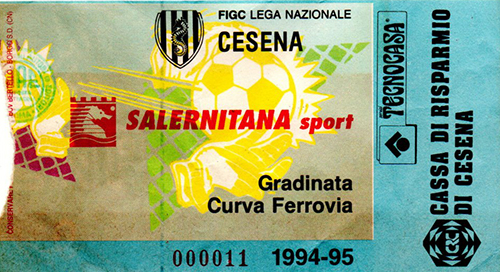 FIGC LEGA NAZIONALE
CESENA
SALERNITANA sport
Gradinata
Curva Ferrovia
000011 1994-95
TECNOCASA
CASSA DI RISPARMIO
DI CESENA